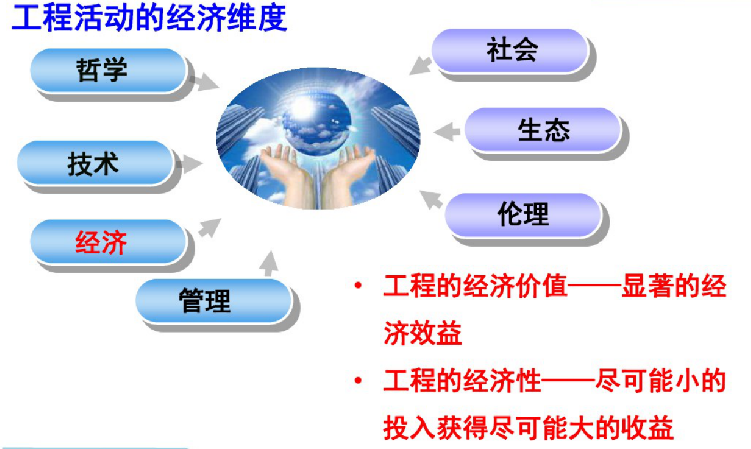 工程活动的经济维度
哲学
技术
经济
管理
社会
生态
伦理
• 工程的经济价值——显著的经
济效益
• 工程的经济性——尽可能小的
投入获得尽可能大的收益